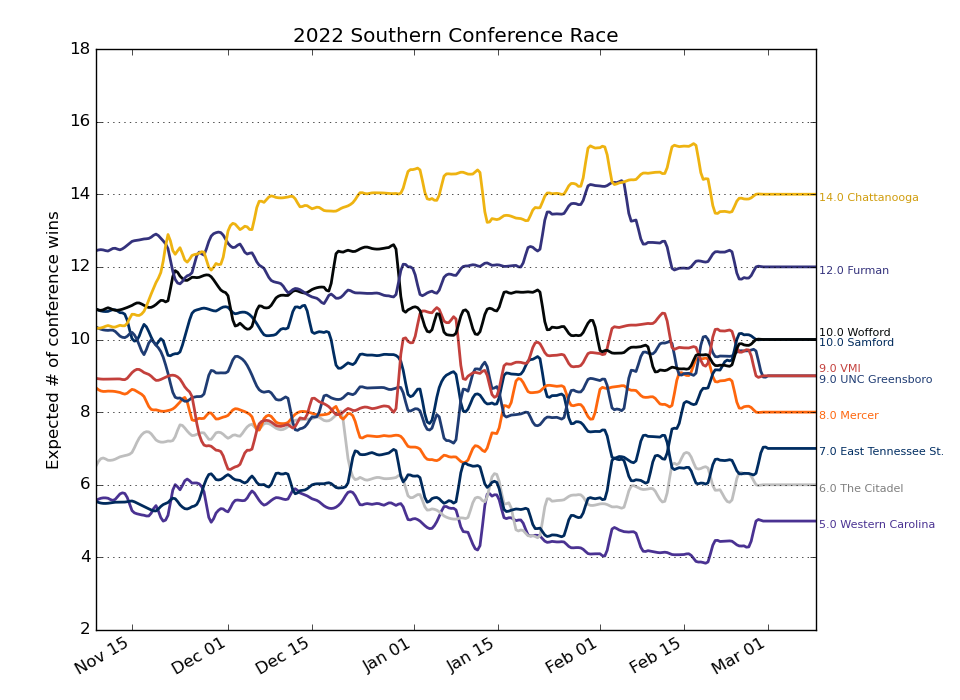 2022 Southern Conference Race
Expected # of conference wins
18
16
14
12
10
8
6
4
2
14.0 Chattanooga
12.0 Furman
10.0 Wofford
10.0 Samford
9.0 VMI
9.0 UNC Greensboro
8.0 Mercer
7.0 East Tennessee St.
6.0 The Citadel
5.0 Western Carolina
Nov 15
Dec 01
Dec 15
Jan 01
Jan 15
Feb 01
Feb 15
Mar 01